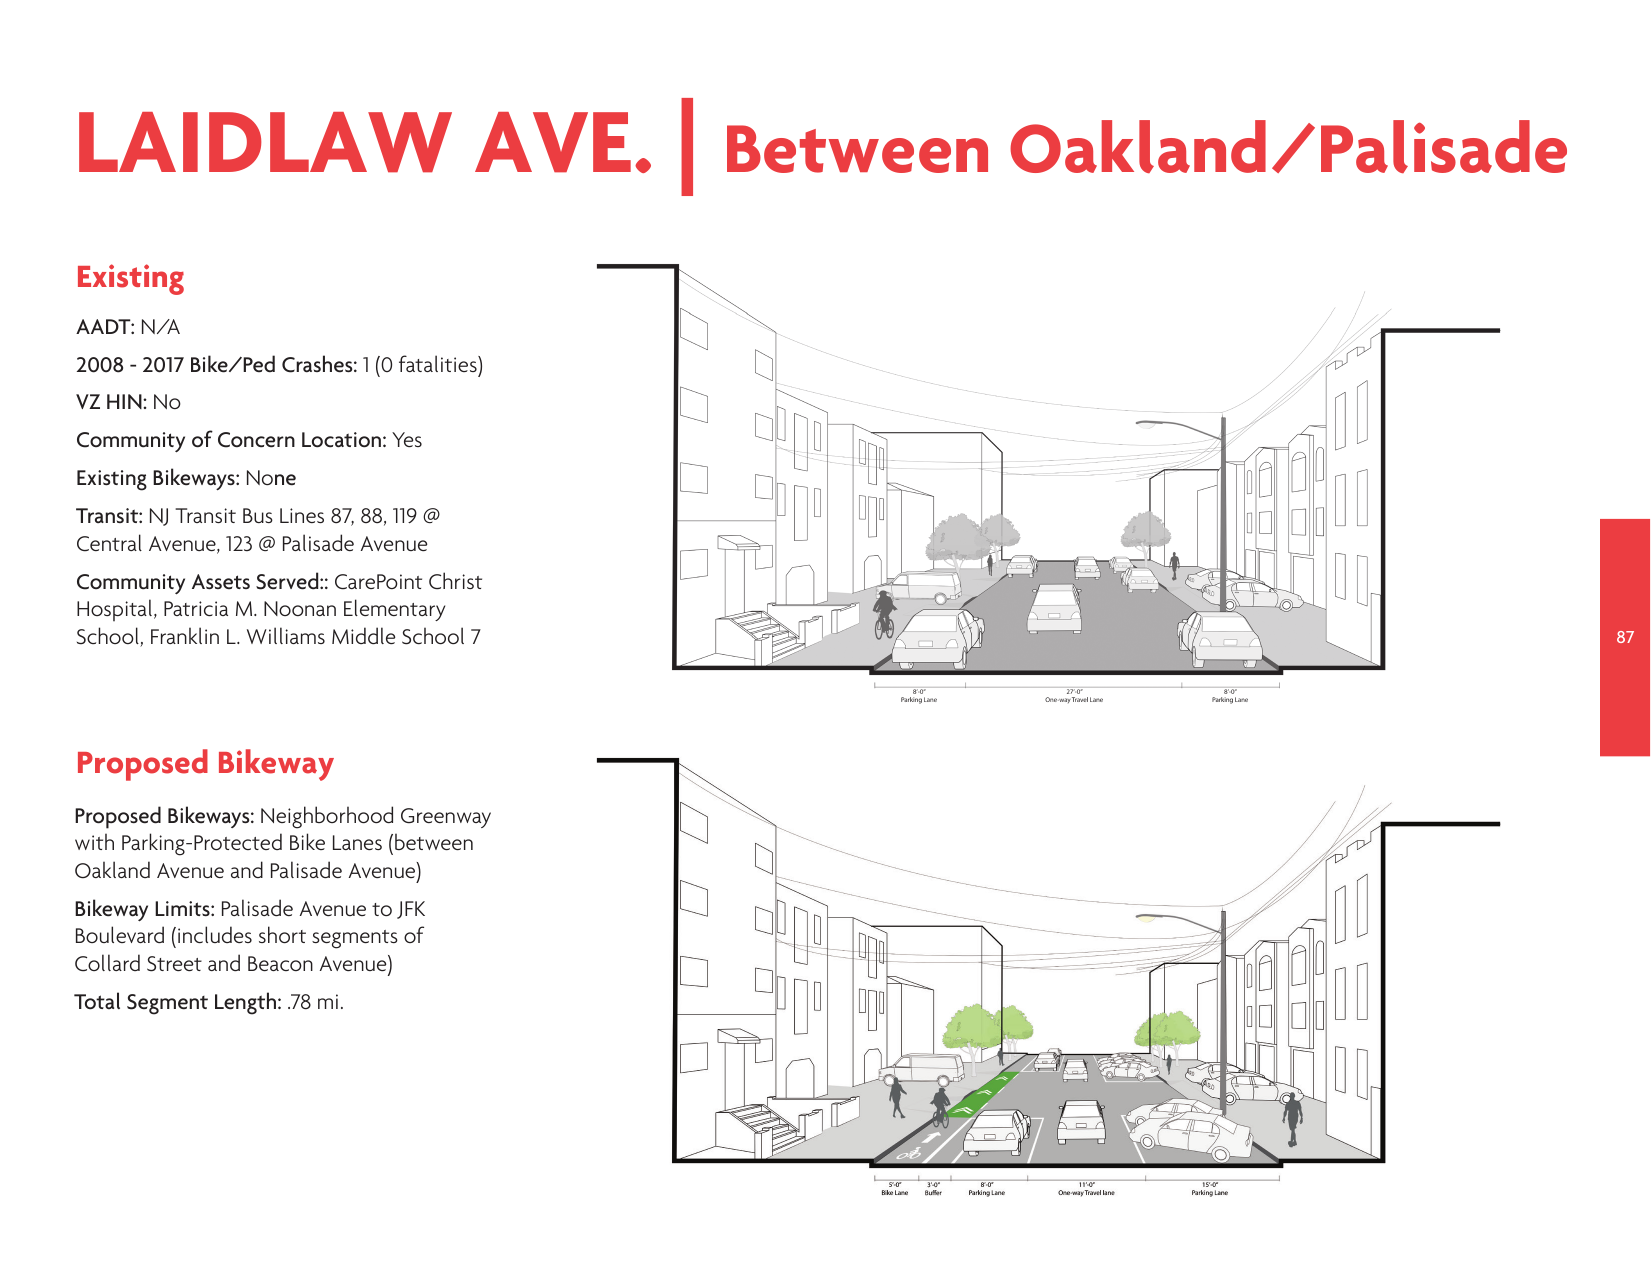 LAIDLAW AVE. | Between Oakland/Palisade
Existing
AADT: N/A
2008 - 2017 Bike/Ped Crashes: 1 (0 fatalities)
VZ HIN: No
Community of Concern Location: Yes
Existing Bikeways: None
Transit: NJ Transit Bus Lines 87, 88, 119 @
Central Avenue, 123 @ Palisade Avenue
Community Assets Served:: CarePoint Christ
Hospital, Patricia M. Noonan Elementary
School, Franklin L. Williams Middle School 7
8'-0" 27'-0" 8'-0"
Parking Lane One-way Travel Lane Parking Lane
87
Proposed Bikeway
Proposed Bikeways: Neighborhood Greenway
with Parking-Protected Bike Lanes (between
Oakland Avenue and Palisade Avenue)
Bikeway Limits: Palisade Avenue to JFK
Boulevard (includes short segments of
Collard Street and Beacon Avenue)
Total Segment Length: .78 mi.
5'-0" 3'-0" 8'-0" 11'-0" 15'-0"
Bike Lane Buffer Parking Lane One-way Travel lane Parking Lane